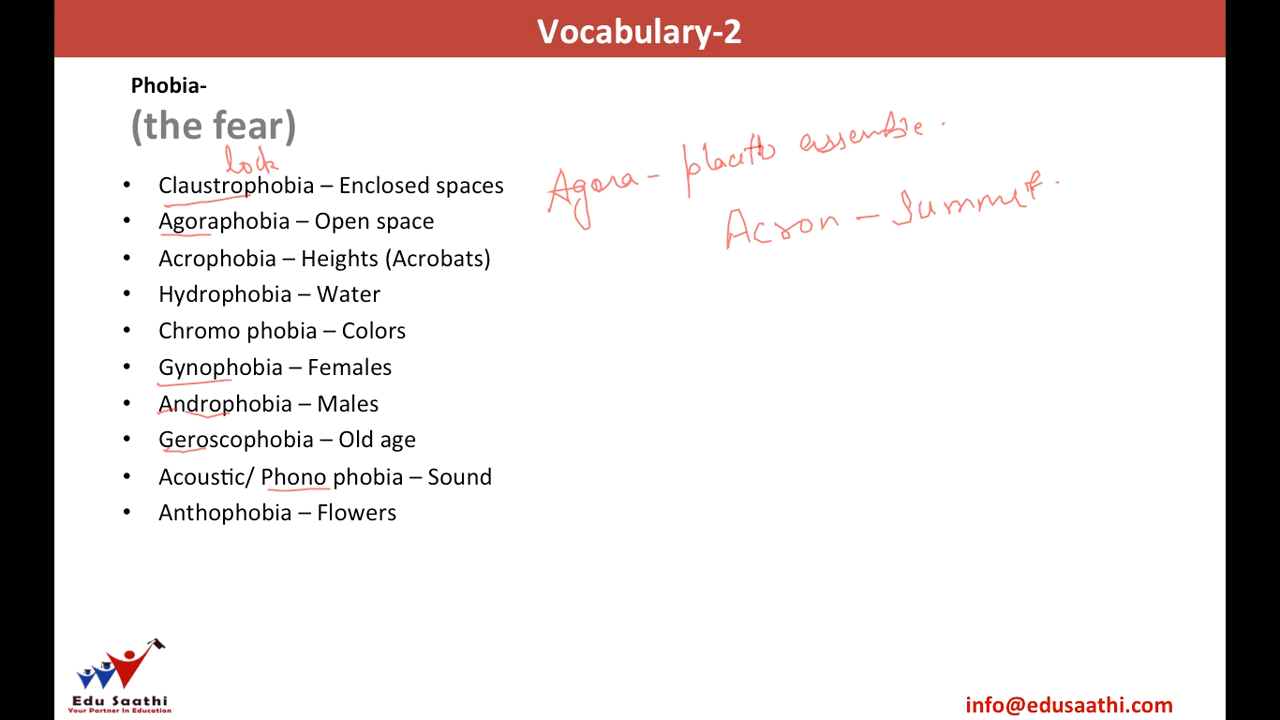 Vocabulary-2
Phobia-
(the fear)
lock
• Claustrophobia – Enclosed spaces
• Agoraphobia – Open space
• Acrophobia – Heights (Acrobats)
• Hydrophobia – Water
• Chromo phobia – Colors
• Gynophobia – Females
• Androphobia – Males
• Geroscophobia – Old age
• Acoustic/ Phono phobia – Sound
• Anthophobia – Flowers
Agora – place to assemble.
Acron – Summet.
Edu Saathi
Your Partner In Education
info@edusaathi.com